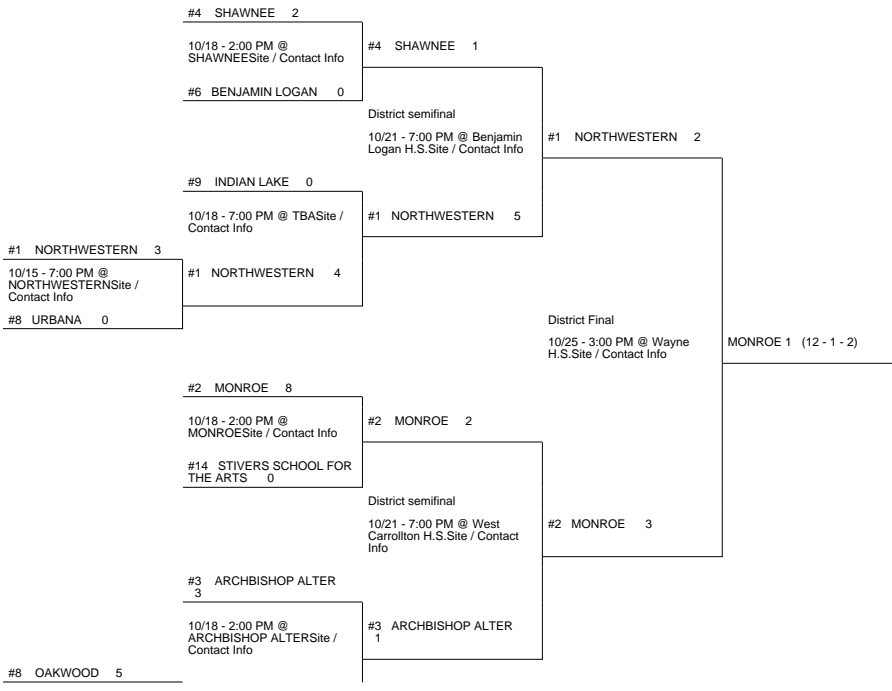 #4 SHAWNEE 2
10/18 - 2:00 PM @
SHAWNEESite / Contact Info
#4 SHAWNEE 1
#6 BENJAMIN LOGAN 0
District semifinal
10/21 - 7:00 PM @ Benjamin
Logan H.S.Site / Contact Info
#1 NORTHWESTERN 2
#9 INDIAN LAKE 0
10/18 - 7:00 PM @ TBASite /
Contact Info
#1 NORTHWESTERN 5
#1 NORTHWESTERN 3
10/15 - 7:00 PM @
NORTHWESTERNSite /
Contact Info
#1 NORTHWESTERN 4
#8 URBANA 0
District Final
10/25 - 3:00 PM @ Wayne
H.S.Site / Contact Info
MONROE 1 (12 - 1 - 2)
#2 MONROE 8
10/18 - 2:00 PM @
MONROESite / Contact Info
#2 MONROE 2
#14 STIVERS SCHOOL FOR
THE ARTS 0
District semifinal
10/21 - 7:00 PM @ West
Carrollton H.S.Site / Contact
Info
#2 MONROE 3
#3 ARCHBISHOP ALTER
3
10/18 - 2:00 PM @
ARCHBISHOP ALTERSite /
Contact Info
#3 ARCHBISHOP ALTER
1
#8 OAKWOOD 5